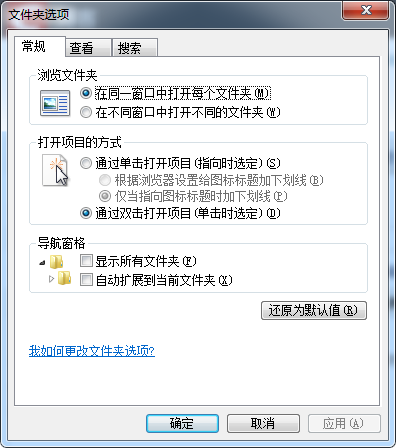 文件夹选项
常规
查看
搜索
浏览文件夹
在同一窗口中打开每个文件夹(M)
在不同窗口中打开不同的文件夹(W)
打开项目的方式
通过单击打开项目(指向时选定)(S)
根据浏览器设置给图标标题加下划线(B)
仅当指向图标标题时加下划线(P)
通过双击打开项目(单击时选定)(D)
导航窗格
显示所有文件夹(F)
自动扩展到当前文件夹(X)
还原为默认值(R)
我如何更改文件夹选项?
确定
取消
应用(A)